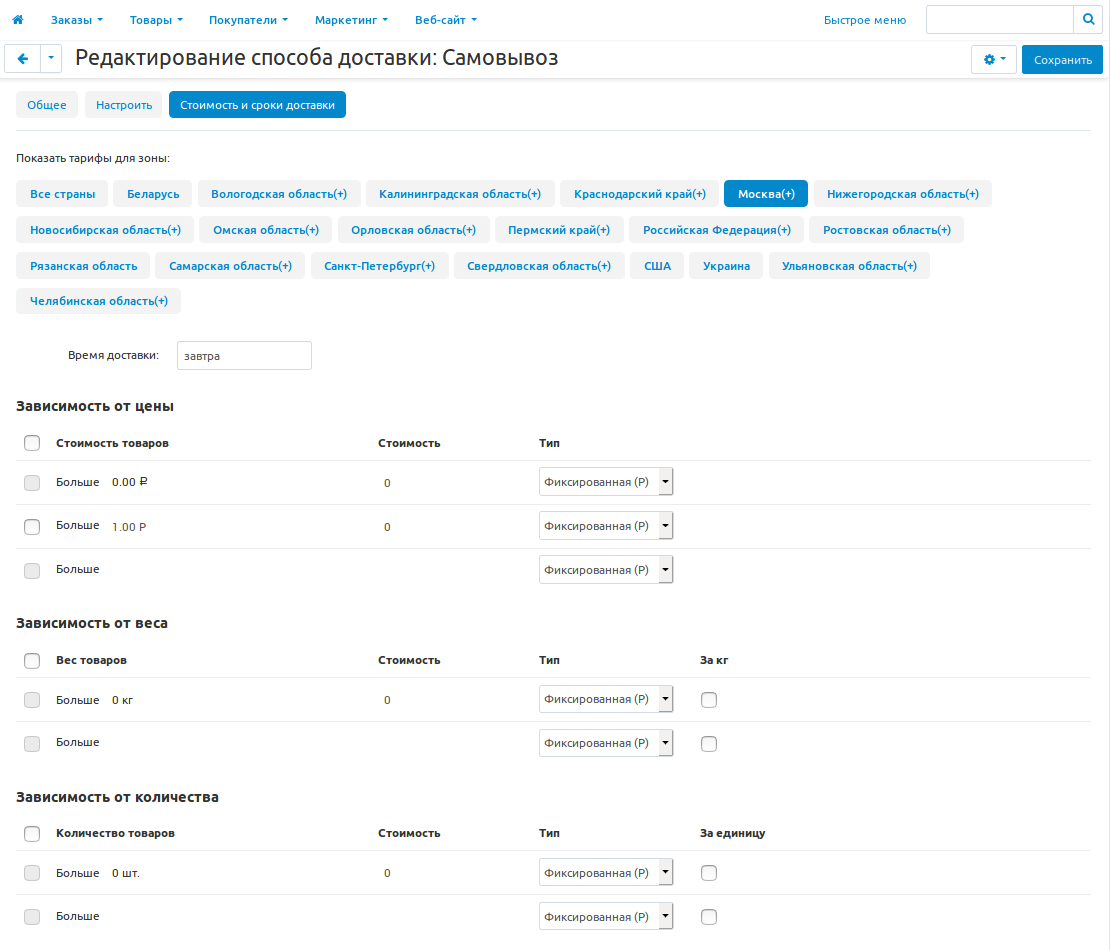 Заказы Товары Покупатели Маркетинг Веб-сайт Быстрое меню
Редактирование способа доставки: Самовывоз Сохранить
Общее Настроить Стоимость и сроки доставки
Показать тарифы для зоны:
Все страны Беларусь Вологодская область(+) Калининградская область(+) Краснодарский край(+) Москва(+) Нижегородская область(+)
Новосибирская область(+) Омская область(+) Орловская область(+) Пермский край(+) Российская Федерация(+) Ростовская область(+)
Рязанская область Самарская область(+) Санкт-Петербург(+) Свердловская область(+) США Украина Ульяновская область(+)
Челябинская область(+)
Время доставки: завтра
Зависимость от цены
Стоимость товаров Стоимость Тип
Больше 0.00 ₽ 0 Фиксированная (Р)
Больше 1.00 Р 0 Фиксированная (Р)
Больше Фиксированная (Р)
Зависимость от веса
Вес товаров Стоимость Тип За кг
Больше 0 кг 0 Фиксированная (Р)
Больше Фиксированная (Р)
Зависимость от количества
Количество товаров Стоимость Тип За единицу
Больше 0 шт. 0 Фиксированная (Р)
Больше Фиксированная (Р)